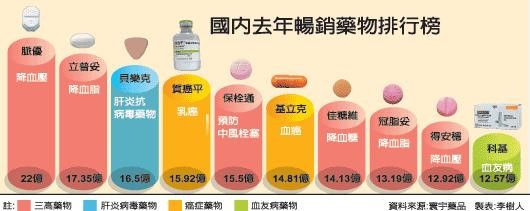 國內去年暢銷藥物排行榜
脈優
降血壓
22億
立普妥
降血脂
17.35億
貝樂克
肝炎抗
病毒藥物
16.5億
賀癌平
乳癌
15.92億
保栓通
預防
中風栓塞
15.5億
基立克
血癌
14.81億
佳糖維
降血糖
14.13億
冠脂妥
降血脂
13.19億
得安穩
降血壓
12.92億
科基
血友病
12.57億
註: 三高藥物 肝炎病毒藥物 癌症藥物 血友病藥物 資料來源:寰宇藥品 製表:李樹人